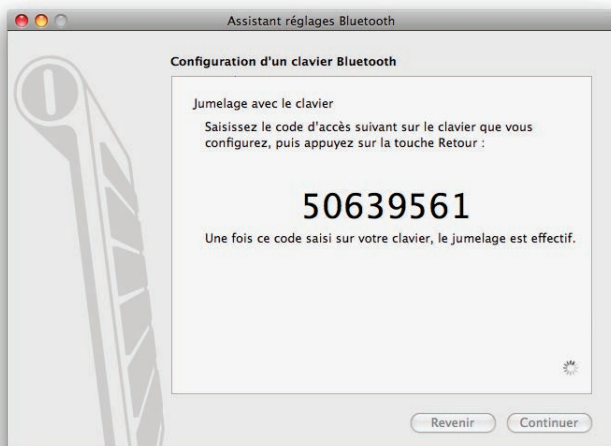 Assistant réglages Bluetooth
Configuration d'un clavier Bluetooth
Jumelage avec le clavier
Saisissez le code d'accès suivant sur le clavier que vous
configurez, puis appuyez sur la touche Retour :
50639561
Une fois ce code saisi sur votre clavier, le jumelage est effectif.
Revenir
Continuer